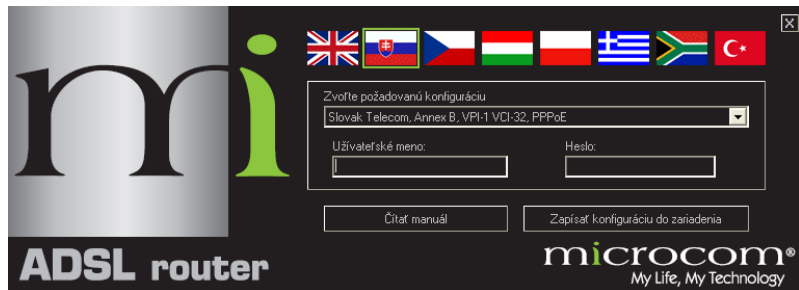 mi
Zvoľte požadovanú konfiguráciu
Slovak Telecom, Annex B, VPI-1 VCI-32, PPPoE
Užívateľské meno:
Heslo:
Čítať manuál
Zapísať konfiguráciu do zariadenia
ADSL router
microcom®
My Life, My Technology